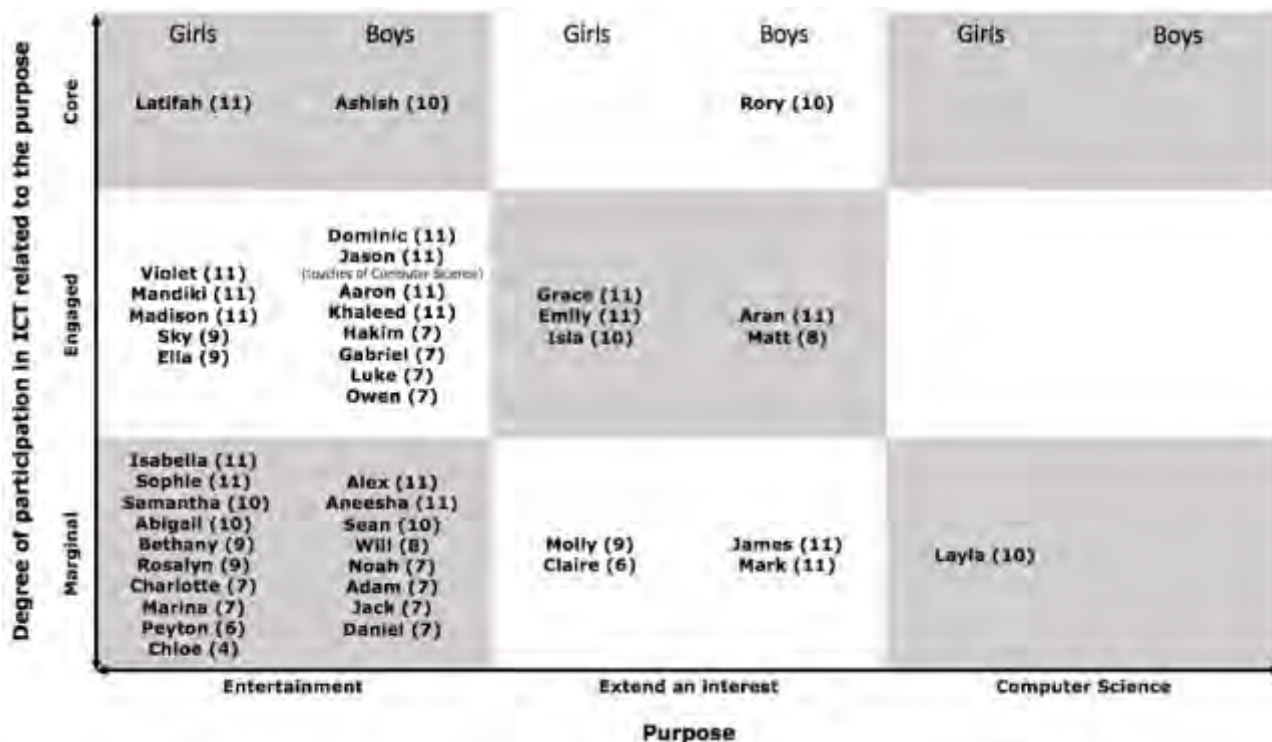 Girls
Boys
Girls
Boys
Girls
Boys
Degree of participation in ICT related to the purpose
Core
Latifah (11)
Ashish (10)
Rory (10)
Engaged
Violet (11)
Mandiki (11)
Madison (11)
Sky (9)
Ella (9)
Dominic (11)
Jason (11)
(touches of Computer Science)
Aaron (11)
Khaleed (11)
Hakim (7)
Gabriel (7)
Luke (7)
Owen (7)
Grace (11)
Emily (11)
Isla (10)
Aran (11)
Matt (8)
Marginal
Isabella (11)
Sophie (11)
Samantha (10)
Abigail (10)
Bethany (9)
Rosalyn (9)
Charlotte (7)
Marina (7)
Peyton (6)
Chloe (4)
Alex (11)
Aneesha (11)
Sean (10)
Will (8)
Noah (7)
Adam (7)
Jack (7)
Daniel (7)
Molly (9)
Claire (6)
James (11)
Mark (11)
Layla (10)
Entertainment
Extend an interest
Computer Science
Purpose